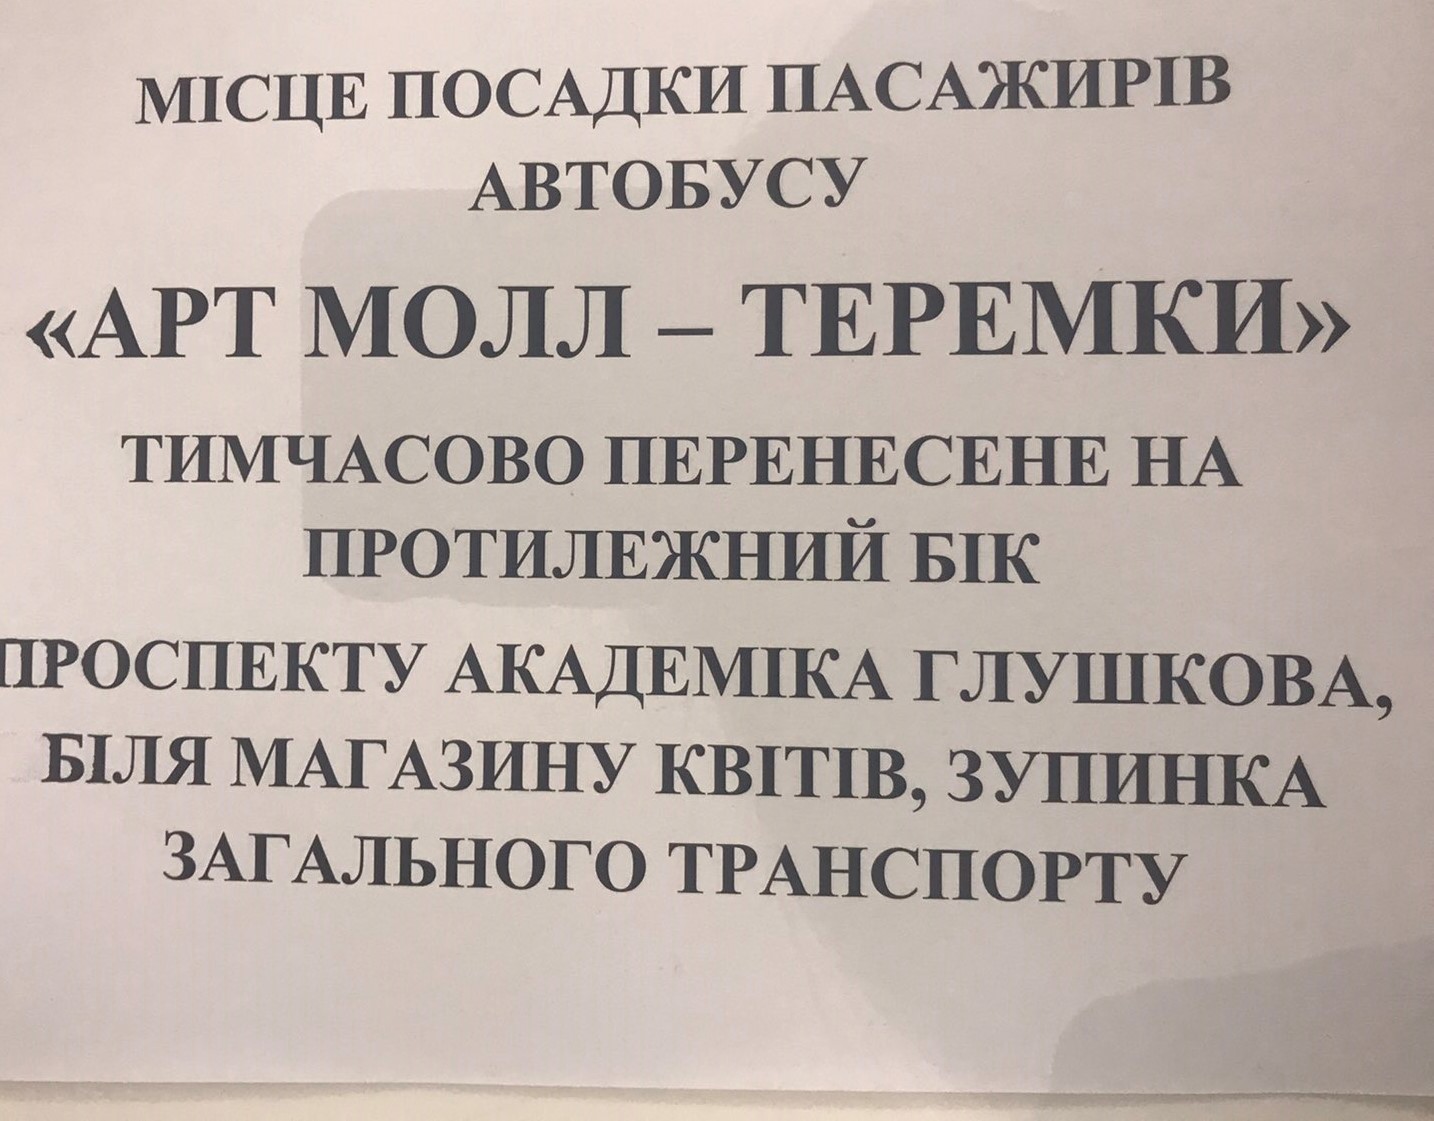 МІСЦЕ ПОСАДКИ ПАСАЖИРІВ
АВТОБУСУ
«АРТ МОЛЛ – ТЕРЕМКИ»
ТИМЧАСОВО ПЕРЕНЕСЕНЕ НА
ПРОТИЛЕЖНИЙ БІК
ПРОСПЕКТУ АКАДЕМІКА ГЛУШКОВА,
БІЛЯ МАГАЗИНУ КВІТІВ, ЗУПИНКА
ЗАГАЛЬНОГО ТРАНСПОРТУ